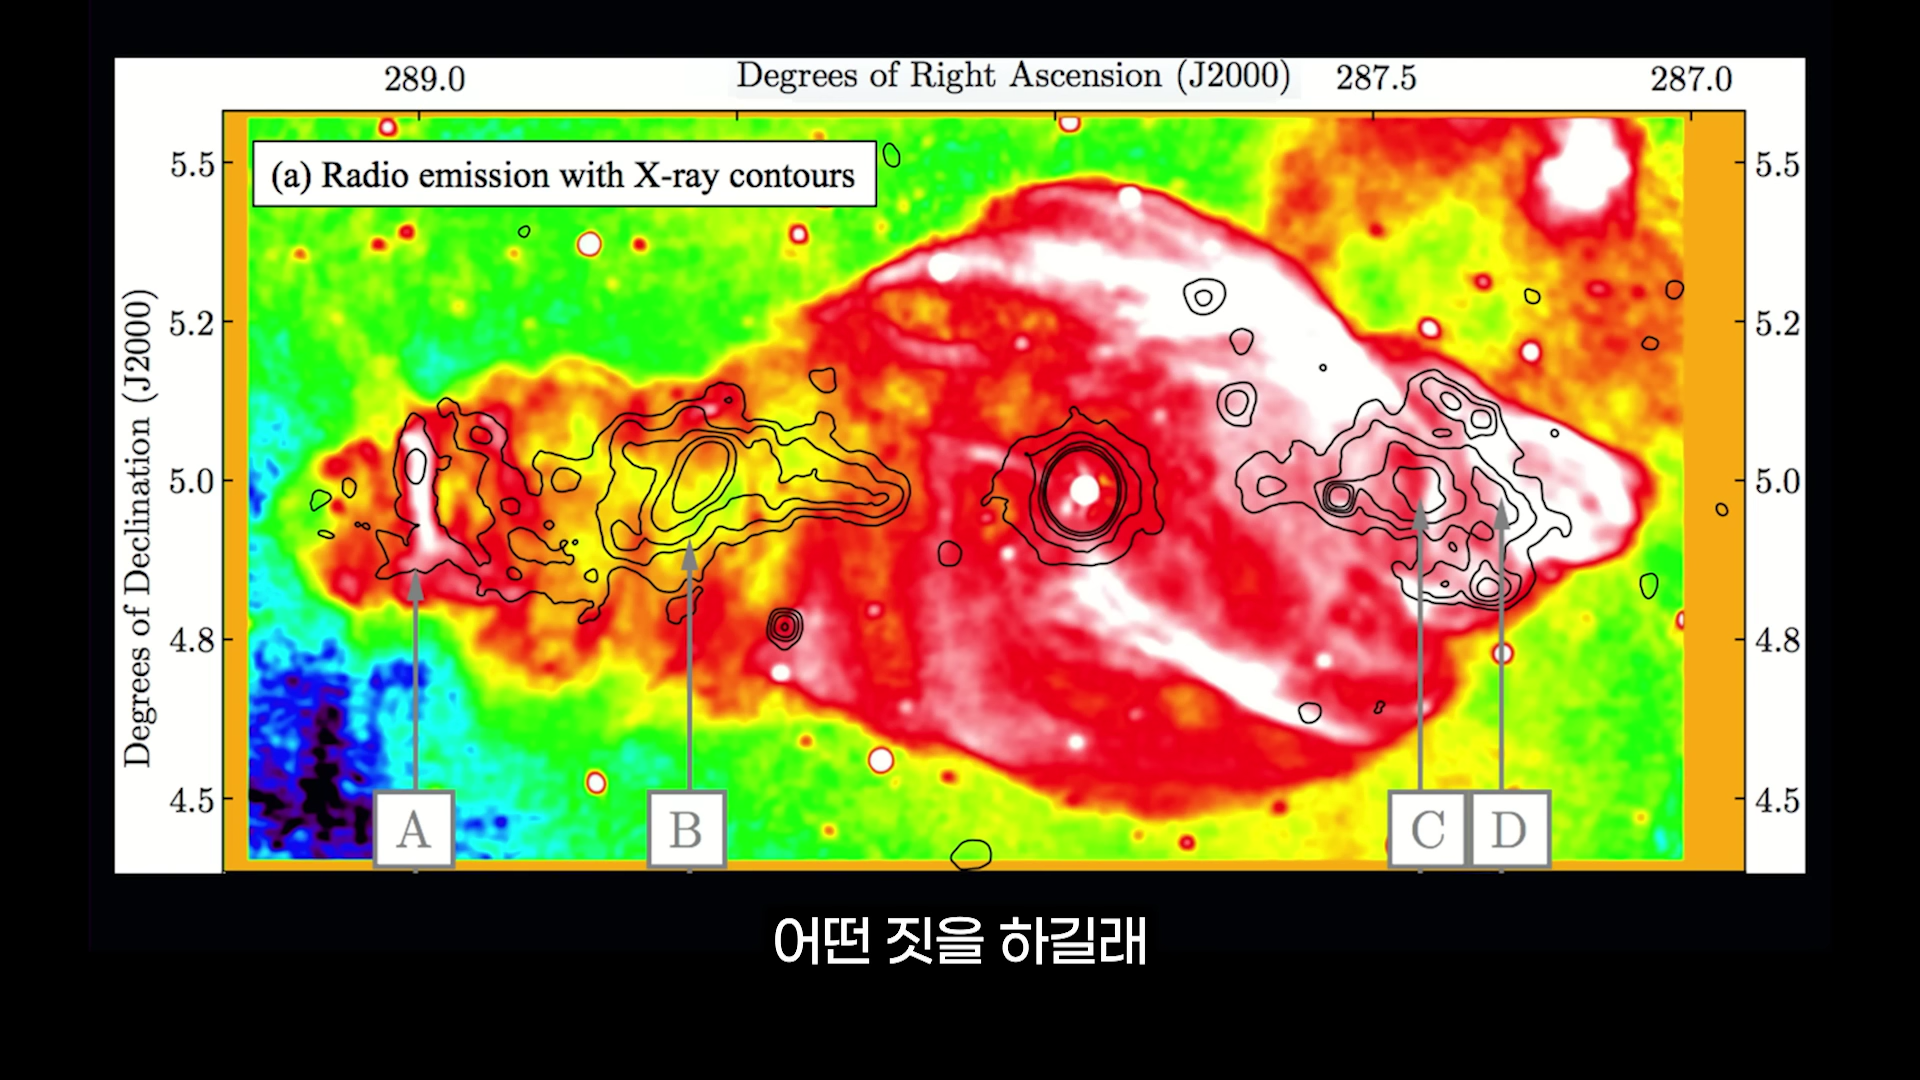 289.0 Degrees of Right Ascension (J2000) 287.5 287.0
(a) Radio emission with X-ray contours
Degrees of Declination (J2000)
5.5 5.5
5.2 5.2
5.0 5.0
4.8 4.8
4.5 4.5
A B C D
어떤 짓을 하길래